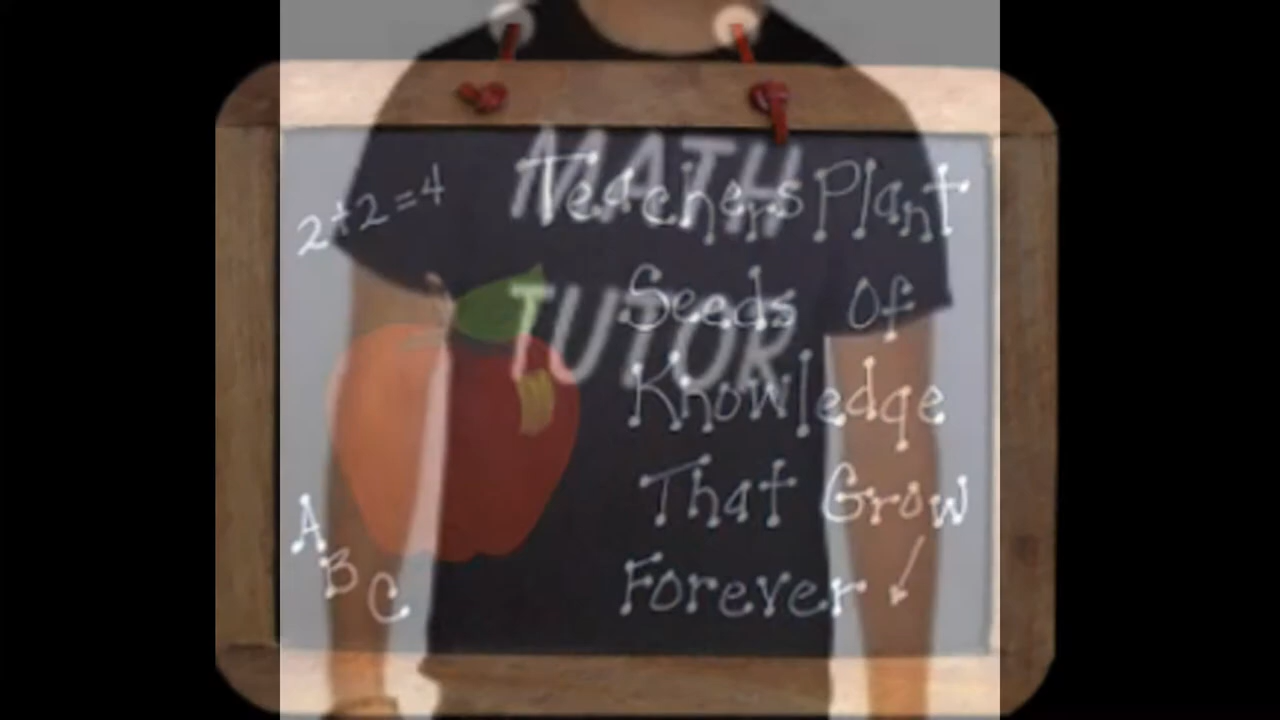 MATH
TUTOR
2+2=4
Teachers Plant
Seeds Of
Knowledge
That Grow
Forever
A
B
C